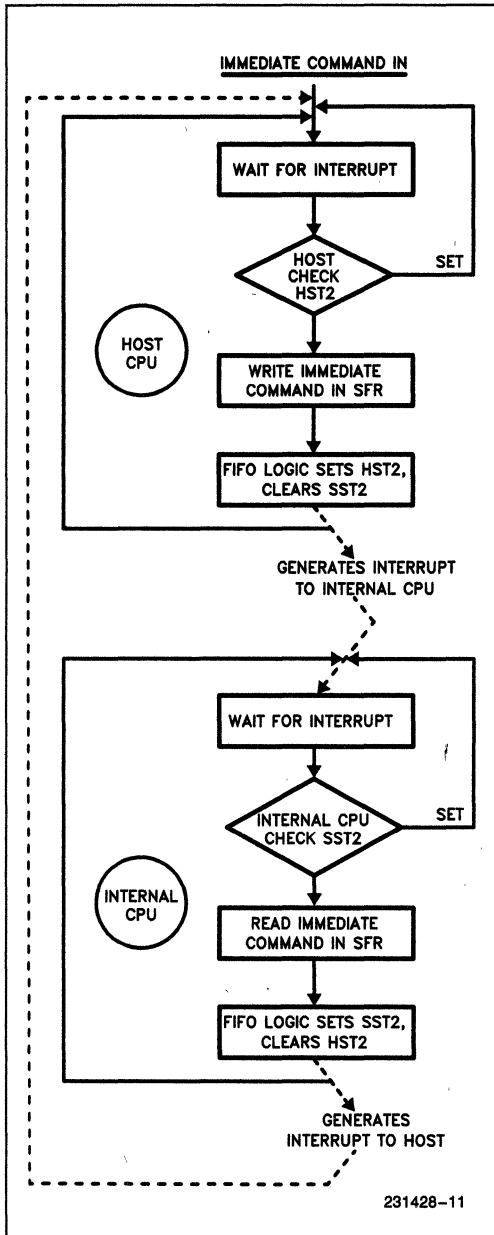 IMMEDIATE COMMAND IN
WAIT FOR INTERRUPT
HOST
CHECK
HST2
SET
HOST
CPU
WRITE IMMEDIATE
COMMAND IN SFR
FIFO LOGIC SETS HST2,
CLEARS SST2
GENERATES INTERRUPT
TO INTERNAL CPU
WAIT FOR INTERRUPT
INTERNAL CPU
CHECK SST2
SET
INTERNAL
CPU
READ IMMEDIATE
COMMAND IN SFR
FIFO LOGIC SETS SST2,
CLEARS HST2
GENERATES
INTERRUPT TO HOST
231428-11